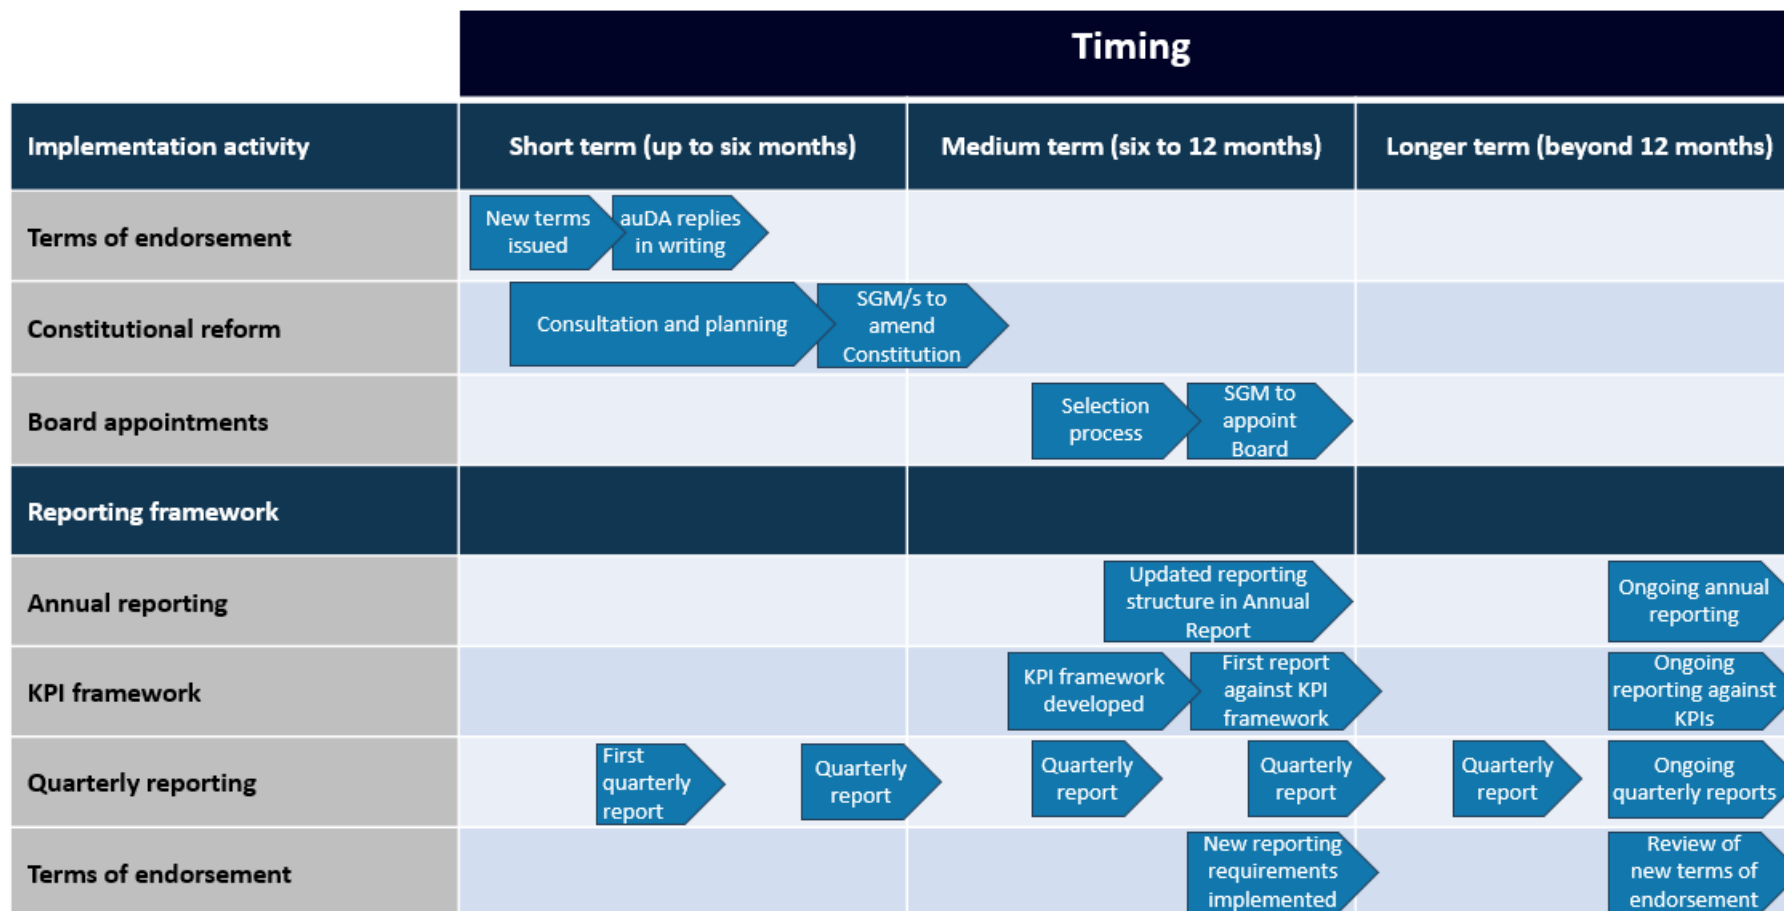 Timing
Implementation activity
Short term (up to six months)
Medium term (six to 12 months)
Longer term (beyond 12 months)
Terms of endorsement
New terms
issued
auDA replies
in writing
Constitutional reform
Consultation and planning
SGM/s to
amend
Constitution
Board appointments
Selection
process
SGM to
appoint
Board
Reporting framework
Annual reporting
Updated reporting
structure in Annual
Report
Ongoing annual
reporting
KPI framework
KPI framework
developed
First report
against KPI
framework
Ongoing
reporting against
KPIs
Quarterly reporting
First
quarterly
report
Quarterly
report
Quarterly
report
Quarterly
report
Quarterly
report
Ongoing
quarterly reports
Terms of endorsement
New reporting
requirements
implemented
Review of
new terms of
endorsement